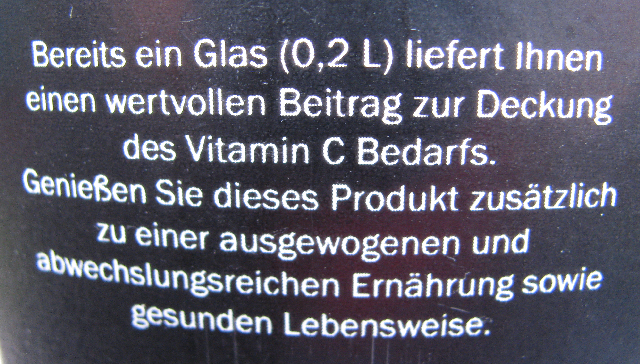 Bereits ein Glas (0,2 L) liefert Ihnen
einen wertvollen Beitrag zur Deckung
des Vitamin C Bedarfs.
Genießen Sie dieses Produkt zusätzlich
zu einer ausgewogenen und
abwechslungsreichen Ernährung sowie
gesunden Lebensweise.